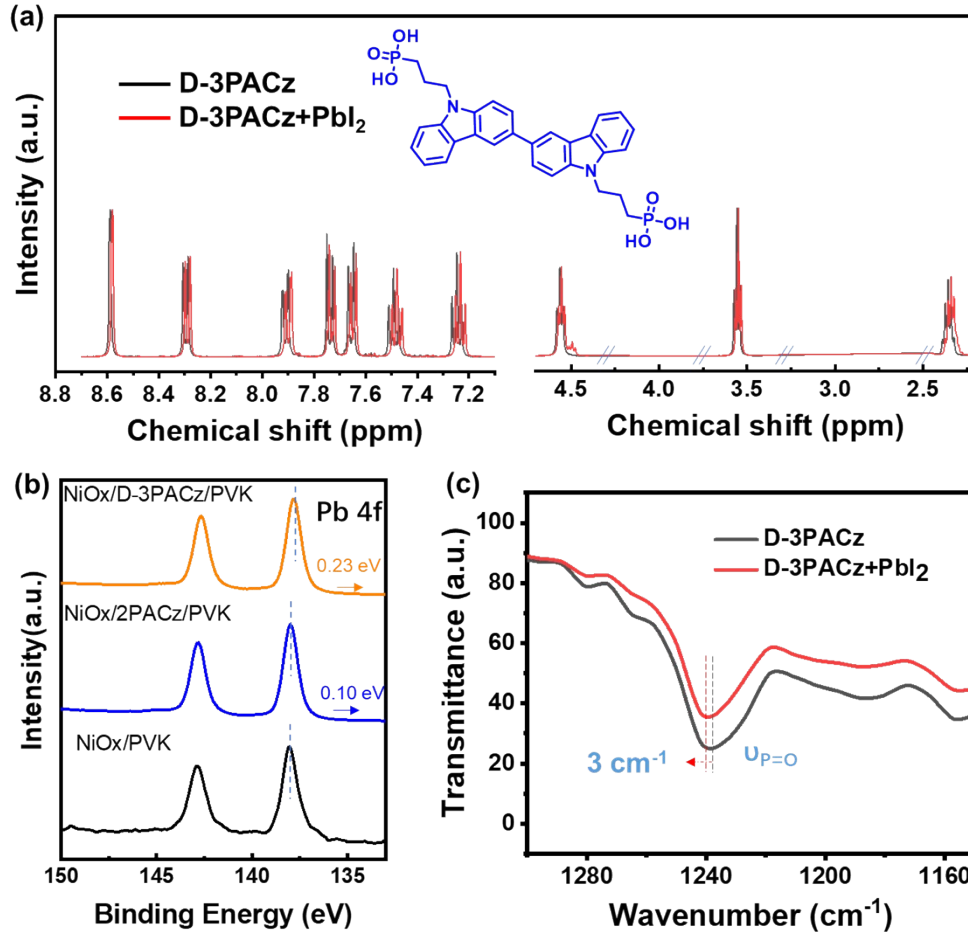 (a)
D-3PACz
D-3PACz+PbI₂
OH
O=P
HO
N
N
O
P-OH
HO
Intensity (a.u.)
8.8 8.6 8.4 8.2 8.0 7.8 7.6 7.4 7.2
4.5 4.0 3.5 3.0 2.5
Chemical shift (ppm)
Chemical shift (ppm)
(b)
NiOx/D-3PACz/PVK
Pb 4f
0.23 eV
NiOx/2PACz/PVK
0.10 eV
NiOx/PVK
Intensity(a.u.)
150 145 140 135
Binding Energy (eV)
(c)
D-3PACz
D-3PACz+PbI₂
100
80
60
40
20
0
3 cm⁻¹
υP=O
Transmittance (a.u.)
1280 1240 1200 1160
Wavenumber (cm⁻¹)